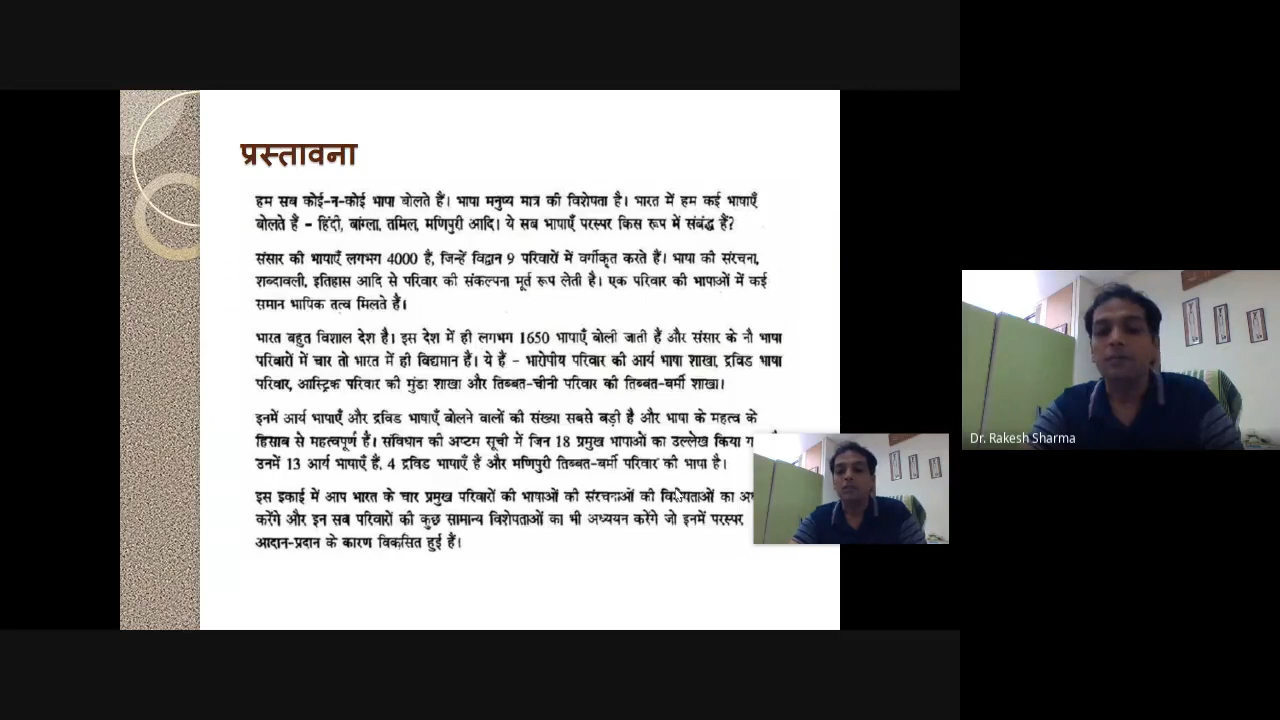 प्रस्तावना
हम सब कोई-न-कोई भाषा बोलते हैं। भाषा मनुष्य मात्र की विशेषता है। भारत में हम कई भाषाएँ
बोलते हैं - हिंदी, बांग्ला, तमिल, मणिपुरी आदि। ये सब भाषाएँ परस्पर किस रूप में संबंद्ध हैं?
संसार की भाषाएँ लगभग 4000 हैं, जिन्हें विद्वान 9 परिवारों में वर्गीकृत करते हैं। भाषा की संरचना,
शब्दावली, इतिहास आदि से परिवार की संकल्पना मूर्त रूप लेती है। एक परिवार की भाषाओं में कई
समान भाषिक तत्व मिलते हैं।
भारत बहुत विशाल देश है। इस देश में ही लगभग 1650 भाषाएँ बोली जाती हैं और संसार के नौ भाषा
परिवारों में चार तो भारत में ही विद्यमान हैं। ये हैं - भारोपीय परिवार की आर्य भाषा शाखा, द्रविड भाषा
परिवार, आस्ट्रिक परिवार की मुंडा शाखा और तिब्बत-चीनी परिवार की तिब्बत-बर्मी शाखा।
इनमें आर्य भाषाएँ और द्रविड भाषाएँ बोलने वालों की संख्या सबसे बड़ी है और भाषा के महत्व के
हिसाब से महत्वपूर्ण हैं। संविधान की अष्टम सूची में जिन 18 प्रमुख भाषाओं का उल्लेख किया
उनमें 13 आर्य भाषाएँ हैं, 4 द्रविड भाषाएँ हैं और मणिपुरी तिब्बत-बर्मी परिवार की भाषा है।
इस इकाई में आप भारत के चार प्रमुख परिवारों की भाषाओं की संरचनाओं की विशेषताओं का
करेंगे और इन सब परिवारों की कुछ सामान्य विशेषताओं का भी अध्ययन करेंगे जो इनमें परस्पर
आदान-प्रदान के कारण विकसित हुई हैं।
Dr. Rakesh Sharma